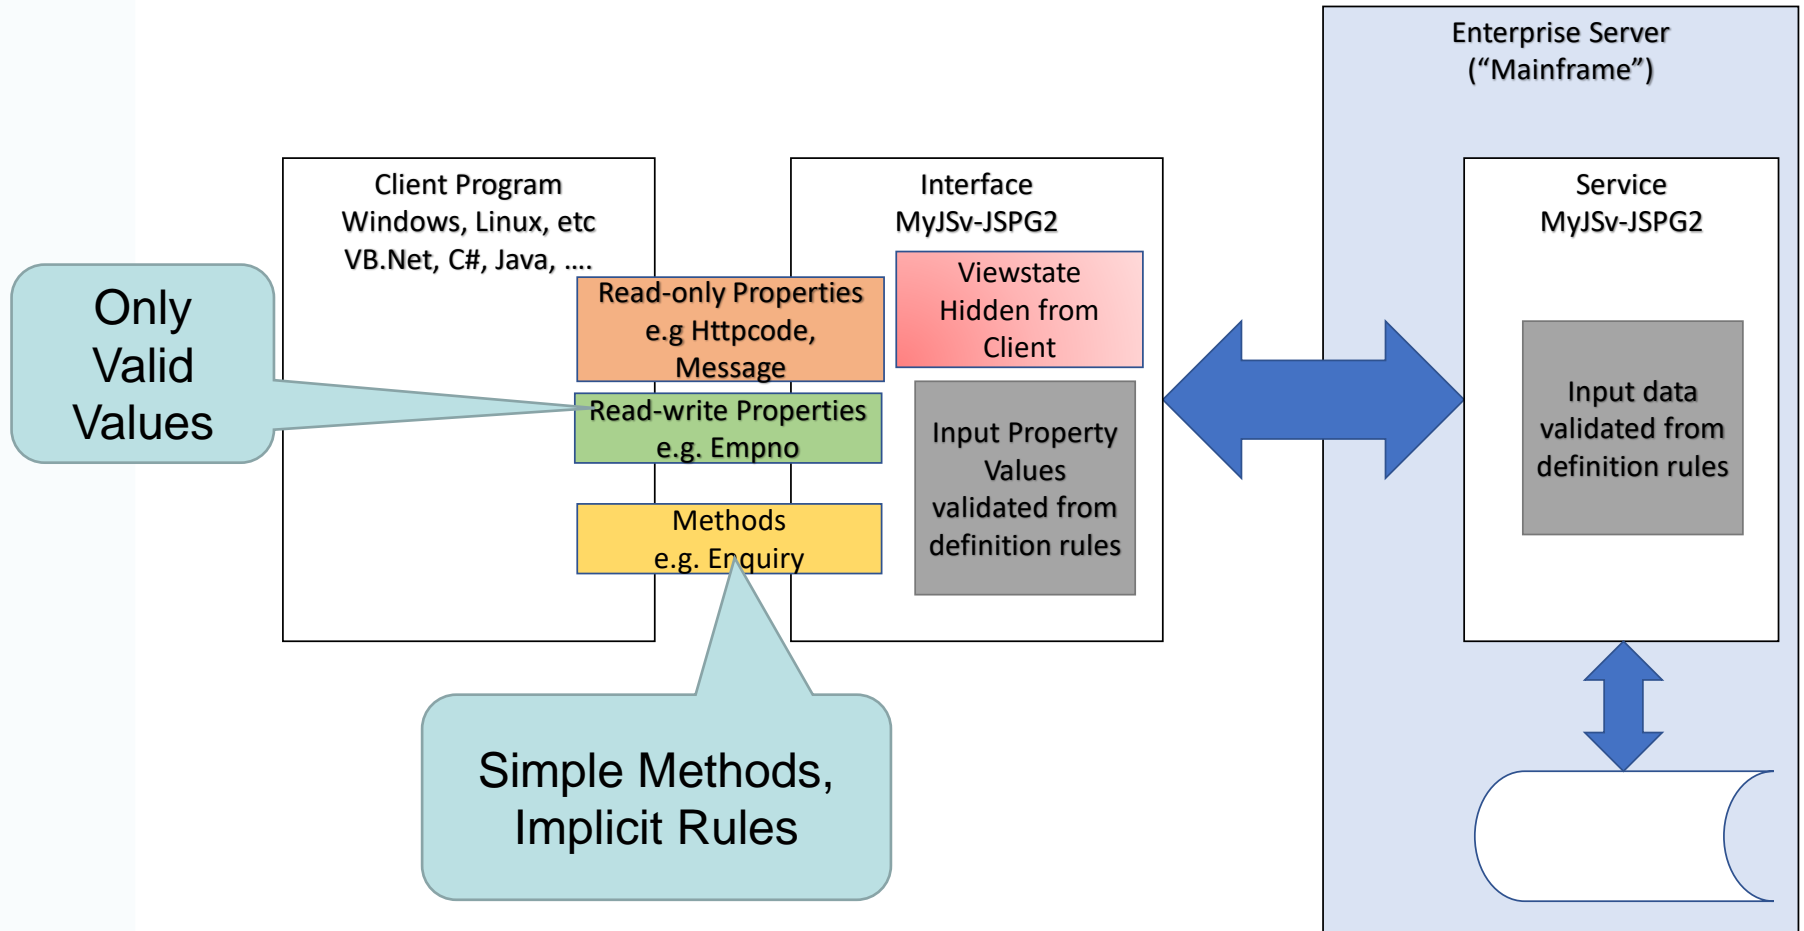 Enterprise Server
(“Mainframe”)
Client Program
Windows, Linux, etc
VB.Net, C#, Java, ....
Interface
MyJSv-JSPG2
Service
MyJSv-JSPG2
Only
Valid
Values
Read-only Properties
e.g Httpcode,
Message
Viewstate
Hidden from
Client
Read-write Properties
e.g. Empno
Input Property
Values
validated from
definition rules
Input data
validated from
definition rules
Methods
e.g. Enquiry
Simple Methods,
Implicit Rules